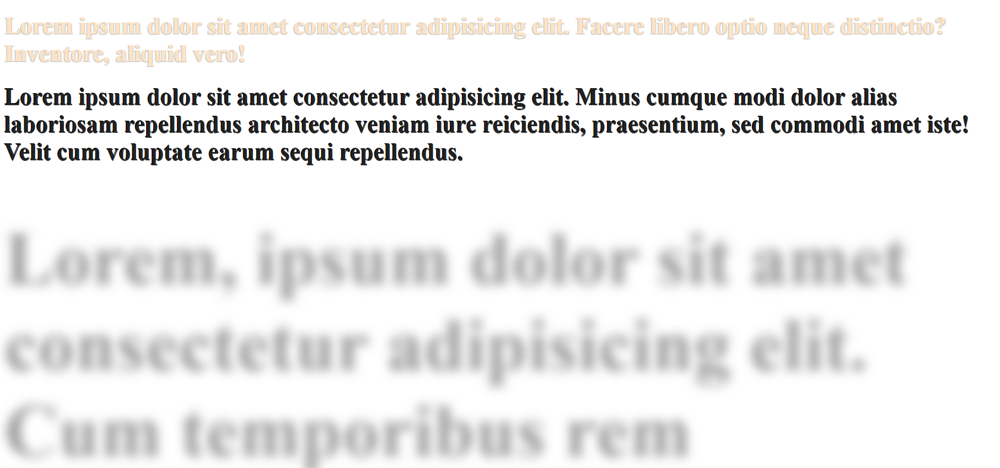 Lorem ipsum dolor sit amet consectetur adipisicing elit. Facere libero optio neque distinctio?
Inventore, aliquid vero!
Lorem ipsum dolor sit amet consectetur adipisicing elit. Minus cumque modi dolor alias
laboriosam repellendus architecto veniam iure reiciendis, praesentium, sed commodi amet iste!
Velit cum voluptate earum sequi repellendus.
Lorem, ipsum dolor sit amet
consectetur adipisicing elit.
Cum temporibus rem